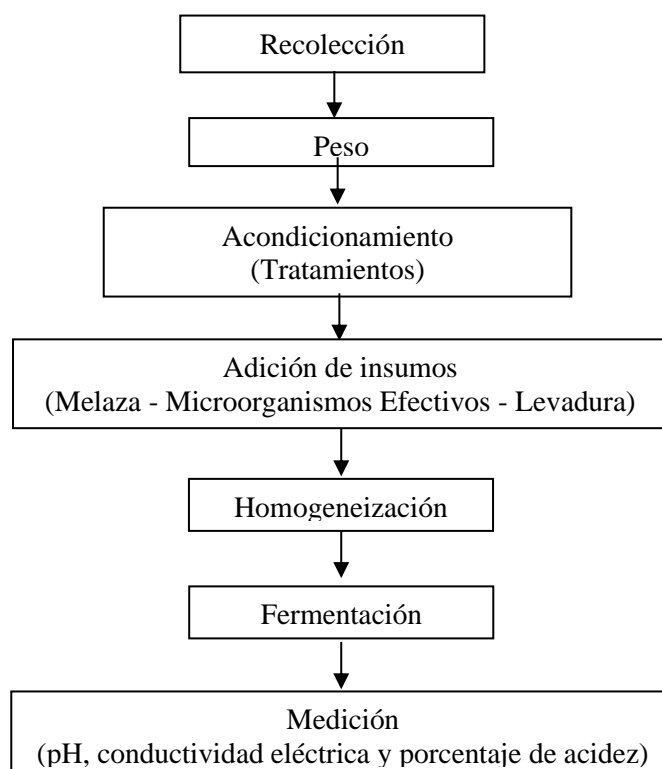 Recolección
Peso
Acondicionamiento
(Tratamientos)
Adición de insumos
(Melaza - Microorganismos Efectivos - Levadura)
Homogeneización
Fermentación
Medición
(pH, conductividad eléctrica y porcentaje de acidez)